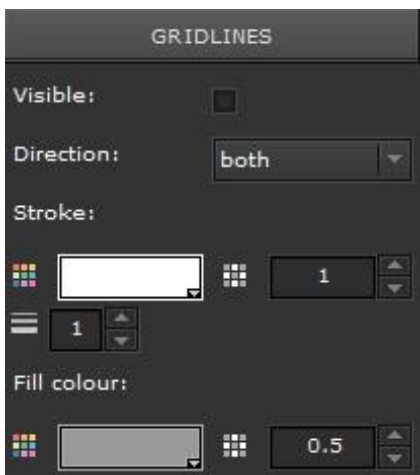 GRIDLINES
Visible:
Direction: both
Stroke:
1
1
Fill colour:
0.5